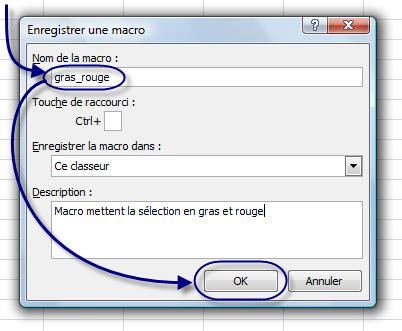 Enregistrer une macro
Nom de la macro :
gras_rouge
Touche de raccourci :
Ctrl+
Enregistrer la macro dans :
Ce classeur
Description :
Macro mettent la sélection en gras et rouge
OK Annuler